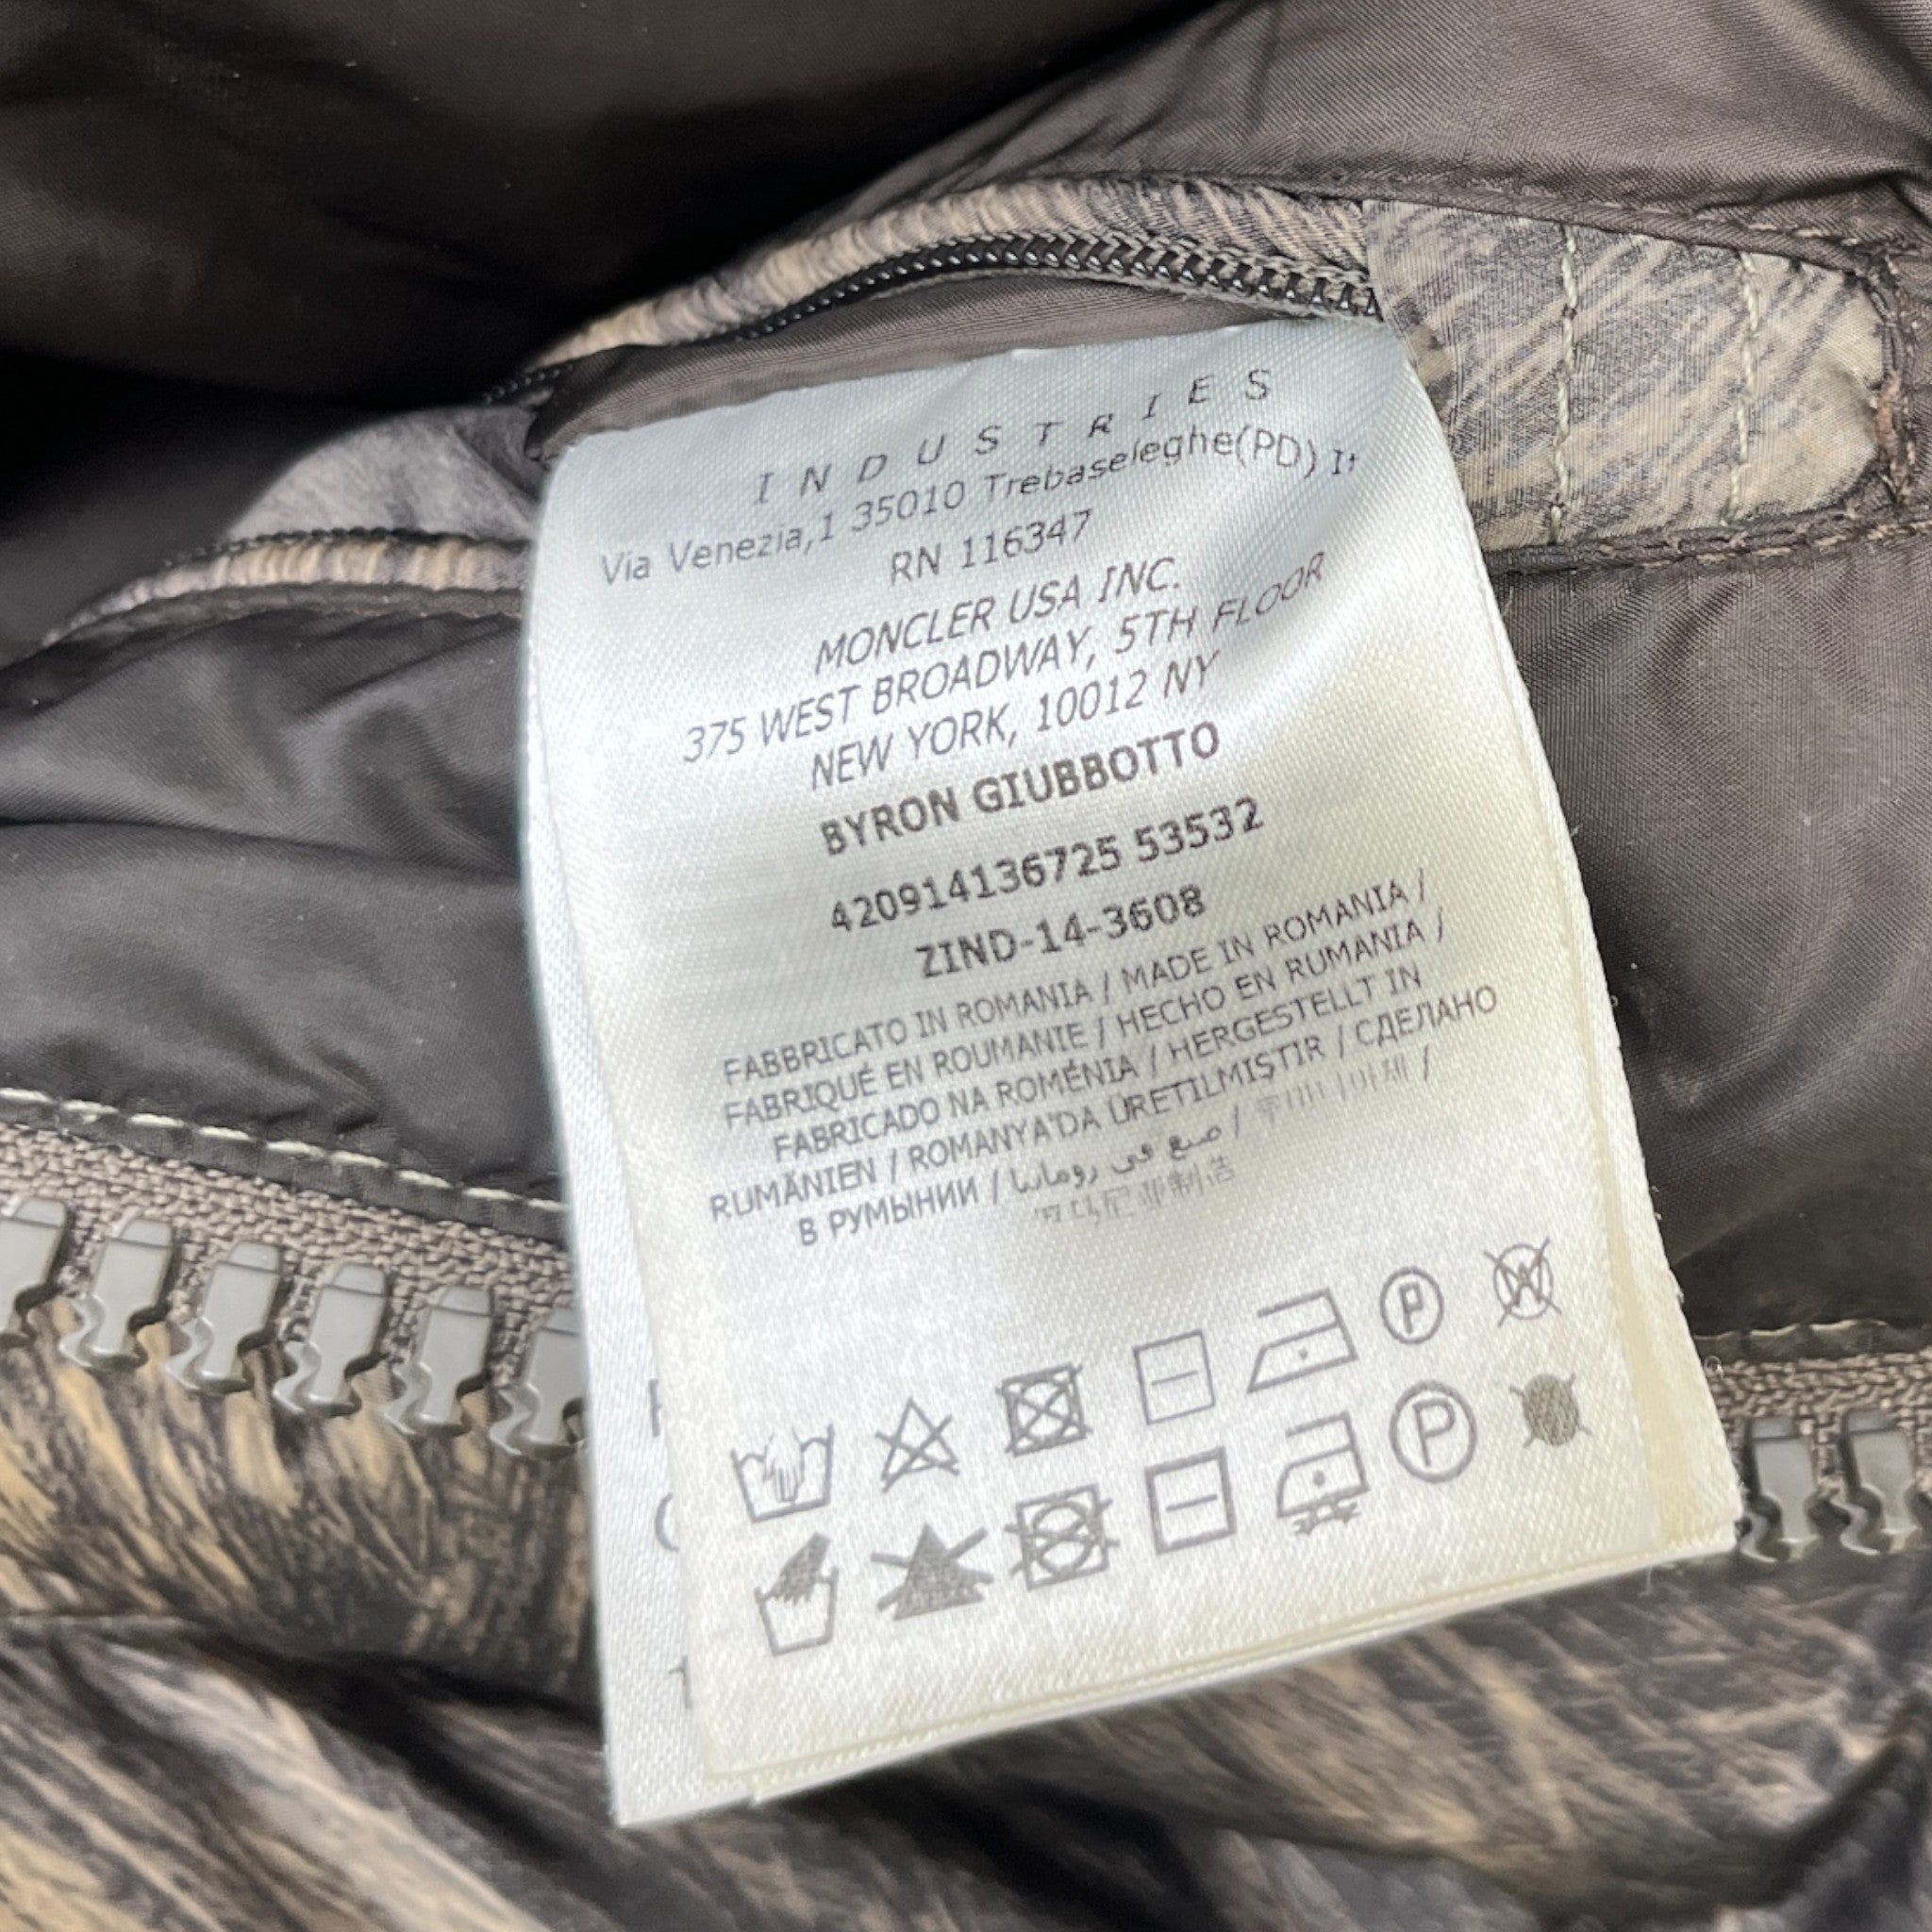 INDUSTRIES
Via Venezia,1 35010 Trebaseleghe(PD) It
RN 116347
MONCLER USA INC.
375 WEST BROADWAY, 5TH FLOOR
NEW YORK, 10012 NY
BYRON GIUBBOTTO
420914136725 53532
ZIND-14-3608
FABBRICATO IN ROMANIA / MADE IN ROMANIA /
FABRIQUÉ EN ROUMANIE / HECHO EN RUMANIA /
FABRICADO NA ROMÉNIA / HERGESTELLT IN
RUMÄNIEN / ROMANYA'DA ÜRETILMIŞTIR / СДЕЛАНО
В РУМЫНИИ / صنع في رومانيا / /
罗马尼亚制造
P W
P